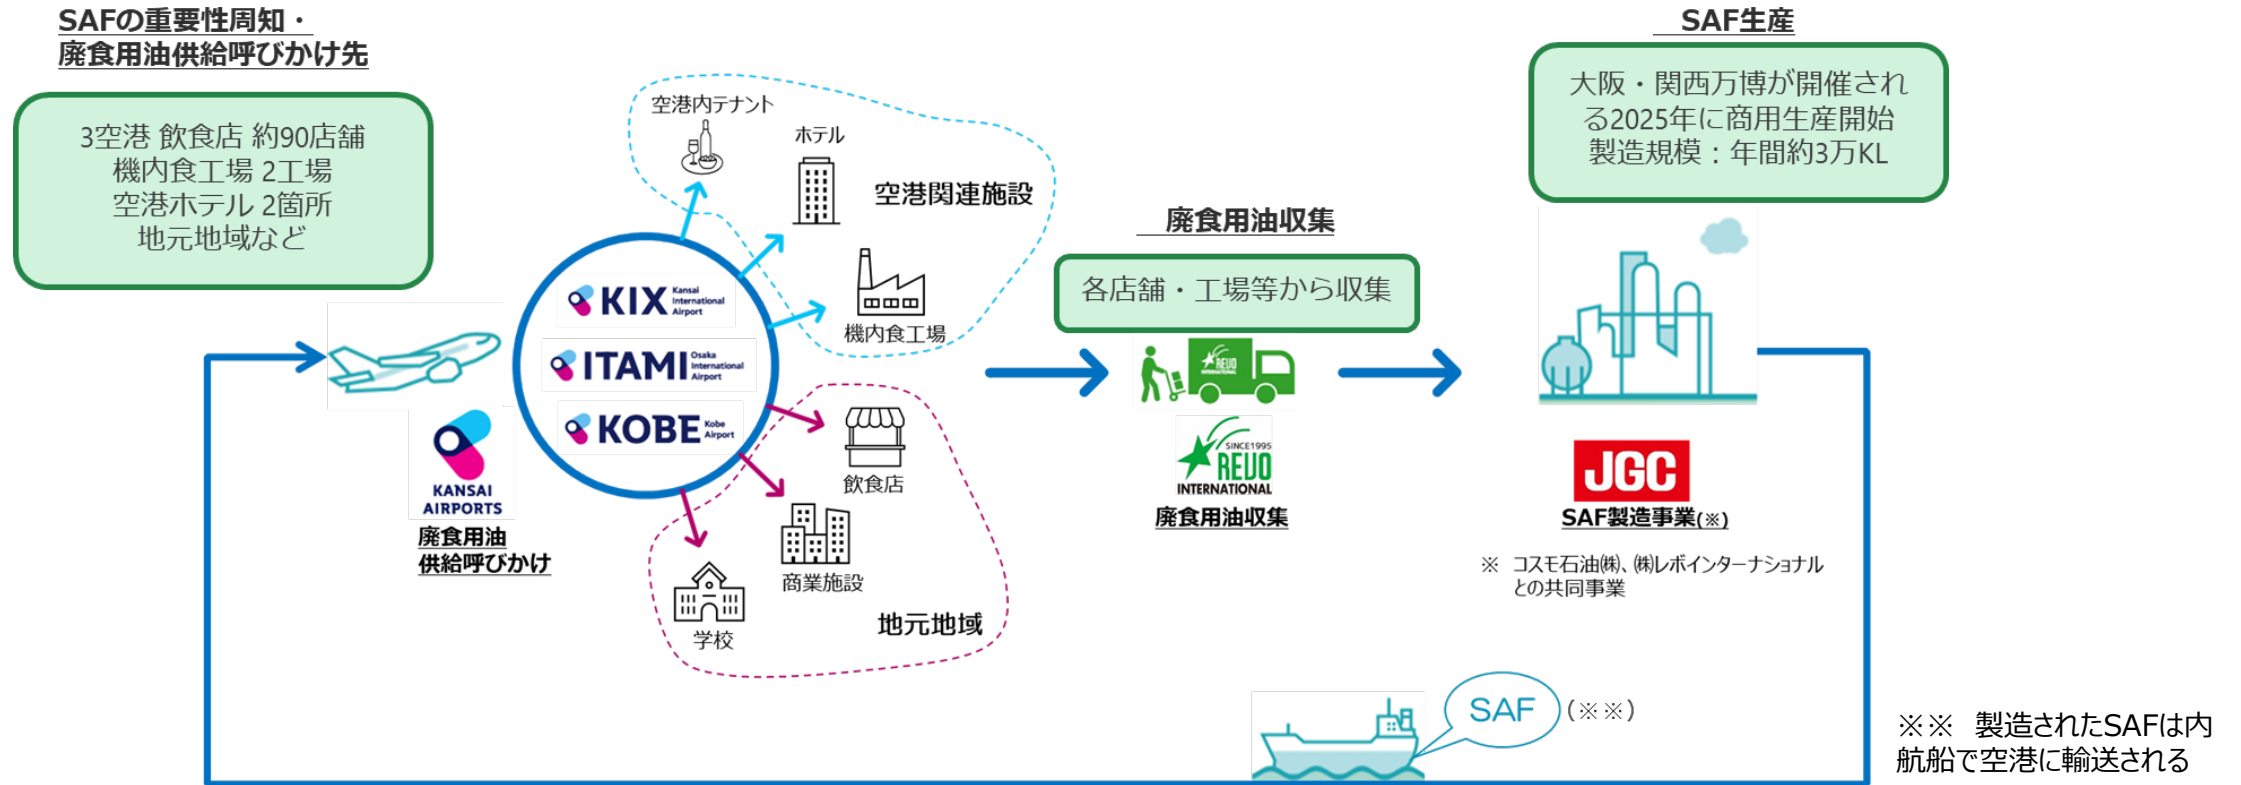 SAFの重要性周知・
廃食用油供給呼びかけ先
3空港 飲食店 約90店舗
機内食工場 2工場
空港ホテル 2箇所
地元地域など
KANSAI
AIRPORTS
廃食用油
供給呼びかけ
KIX Kansai International Airport
ITAMI Osaka International Airport
KOBE Kobe Airport
空港内テナント
ホテル
空港関連施設
機内食工場
飲食店
商業施設
学校
地元地域
廃食用油収集
各店舗・工場等から収集
REVO
INTERNATIONAL
SINCE1995
REVO
INTERNATIONAL
廃食用油収集
SAF生産
大阪・関西万博が開催され
る2025年に商用生産開始
製造規模：年間約3万KL
JGC
SAF製造事業(※)
※ コスモ石油㈱、㈱レボインターナショナル
との共同事業
SAF
(※※)
※※ 製造されたSAFは内
航船で空港に輸送される